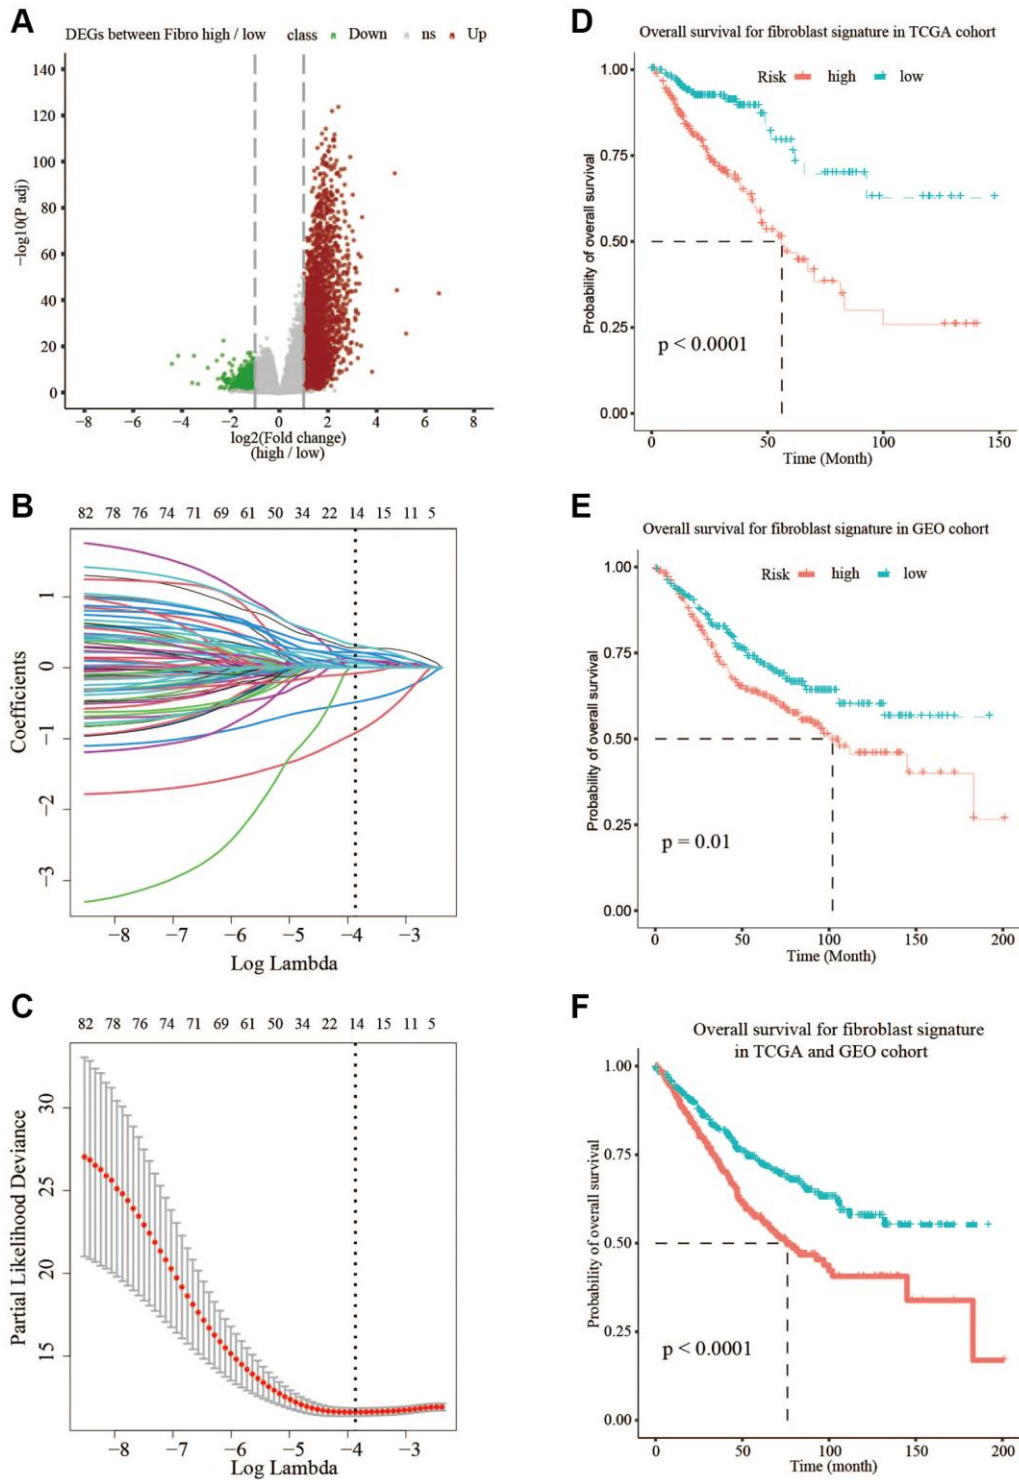 A
DEGs between Fibro high / low class Down ns Up
140
120
100
80
60
40
20
0
−log10(P adj)
−8 −6 −4 −2 0 2 4 6 8
log2(Fold change)
(high / low)
B
82 78 76 74 71 69 61 50 34 22 14 15 11 5
1
0
−1
−2
−3
Coefficients
−8 −7 −6 −5 −4 −3
Log Lambda
C
82 78 76 74 71 69 61 50 34 22 14 15 11 5
30
25
20
15
Partial Likelihood Deviance
−8 −7 −6 −5 −4 −3
Log Lambda
D
Overall survival for fibroblast signature in TCGA cohort
Risk high low
1.00
0.75
0.50
0.25
0.00
Probability of overall survival
p < 0.0001
0 50 100 150
Time (Month)
E
Overall survival for fibroblast signature in GEO cohort
Risk high low
1.00
0.75
0.50
0.25
0.00
Probability of overall survival
p = 0.01
0 50 100 150 200
Time (Month)
F
Overall survival for fibroblast signature
in TCGA and GEO cohort
1.00
0.75
0.50
0.25
0.00
Probability of overall survival
p < 0.0001
0 50 100 150 200
Time (month)